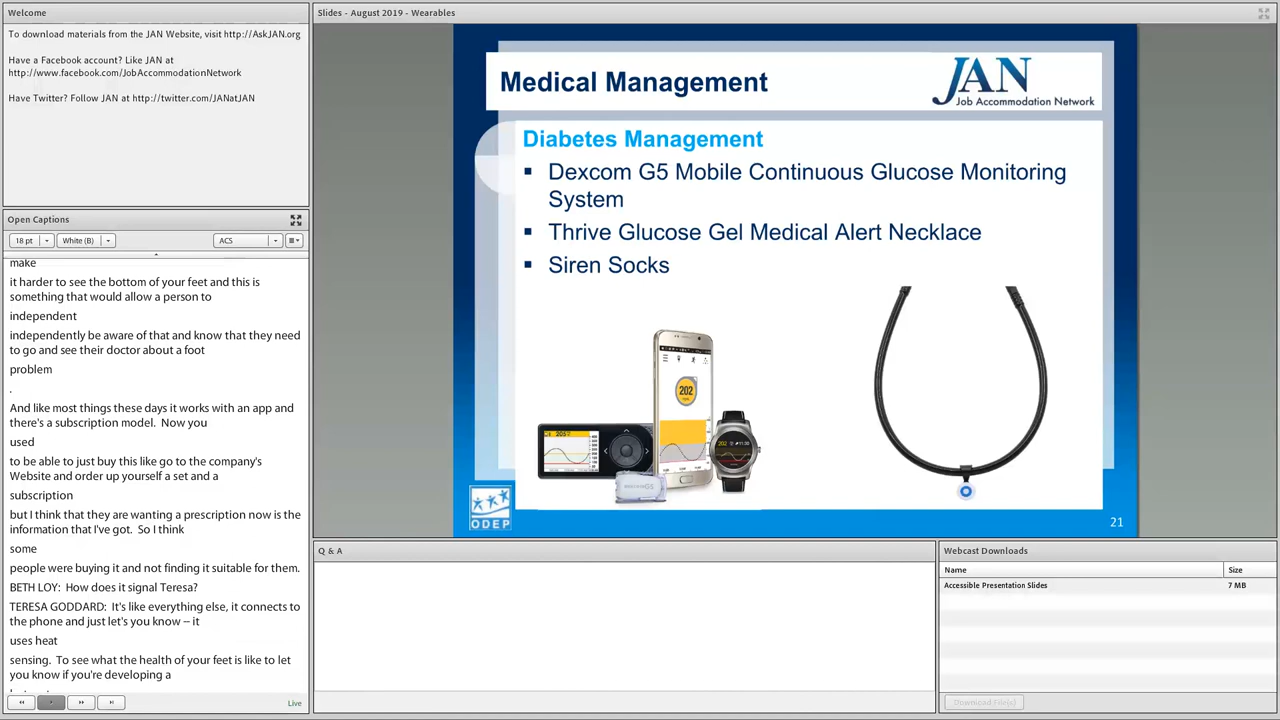 Welcome
To download materials from the JAN Website, visit http://AskJAN.org
Have a Facebook account? Like JAN at
http://www.facebook.com/JobAccommodationNetwork
Have Twitter? Follow JAN at http://twitter.com/JANatJAN
Open Captions
18 pt
White (B)
ACS
make
it harder to see the bottom of your feet and this is
something that would allow a person to
independent
independently be aware of that and know that they need
to go and see their doctor about a foot
problem
.
And like most things these days it works with an app and
there's a subscription model. Now you
used
to be able to just buy this like go to the company's
Website and order up yourself a set and a
subscription
but I think that they are wanting a prescription now is the
information that I've got. So I think
some
people were buying it and not finding it suitable for them.
BETH LOY: How does it signal Teresa?
TERESA GODDARD: It's like everything else, it connects to
the phone and just let's you know – it
uses heat
sensing. To see what the health of your feet is like to let
you know if you're developing a
Live
Slides - August 2019 - Wearables
Medical Management
JAN
Job Accommodation Network
Diabetes Management
▪ Dexcom G5 Mobile Continuous Glucose Monitoring
System
▪ Thrive Glucose Gel Medical Alert Necklace
▪ Siren Socks
202
202
ODEP
21
Q & A
Webcast Downloads
Name
Size
Accessible Presentation Slides
7 MB
Download File(s)